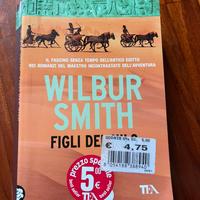 IL FASCINO SENZA TEMPO DELL'ANTICO EGITTO
NEI ROMANZI DEL MAESTRO INCONTRASTATO DELL'AVVENTURA
WILBUR
SMITH
FIGLI DEL
€ 4,75
prezzo speciale
5€
TEA